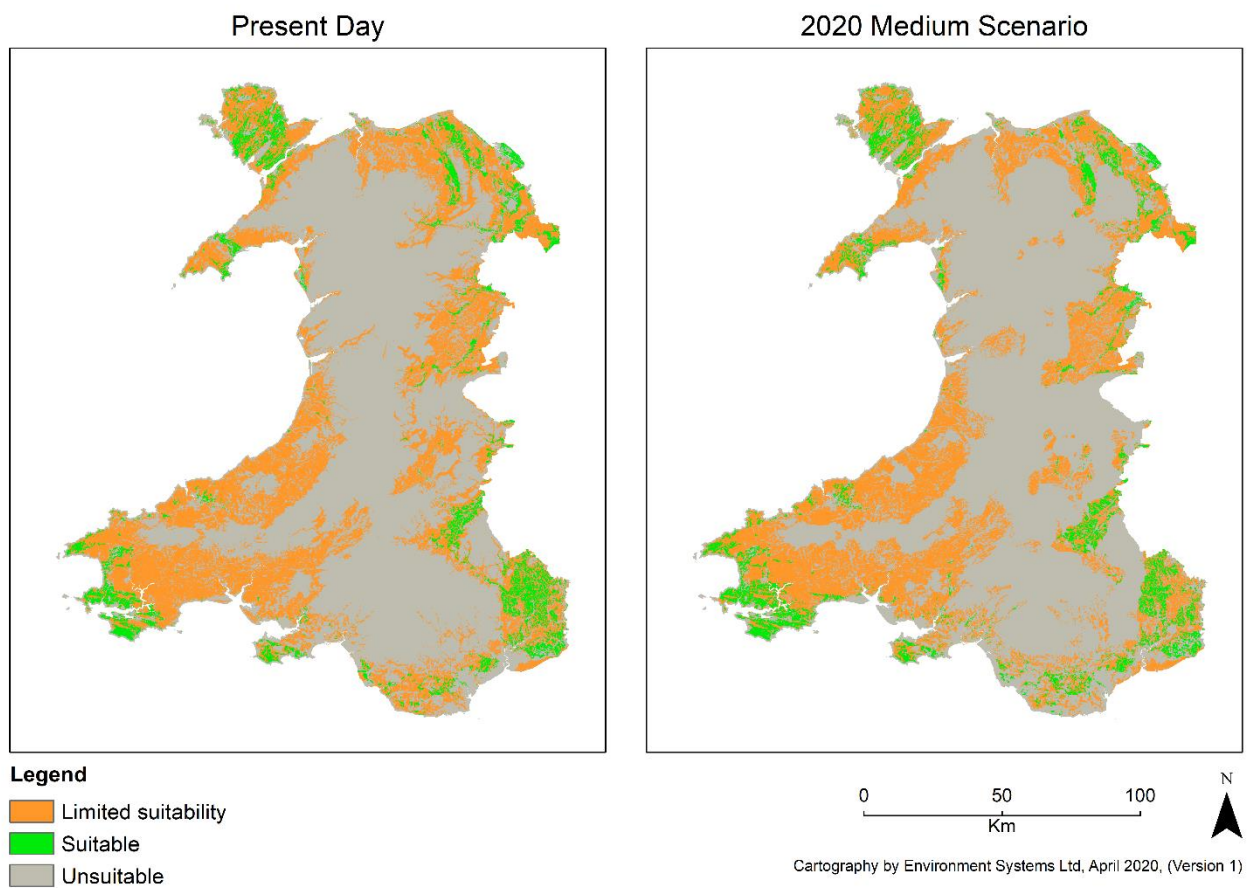 Present Day
2020 Medium Scenario
Legend
Limited suitability
Suitable
Unsuitable
0 50 100
Km
N
Cartography by Environment Systems Ltd, April 2020, (Version 1)